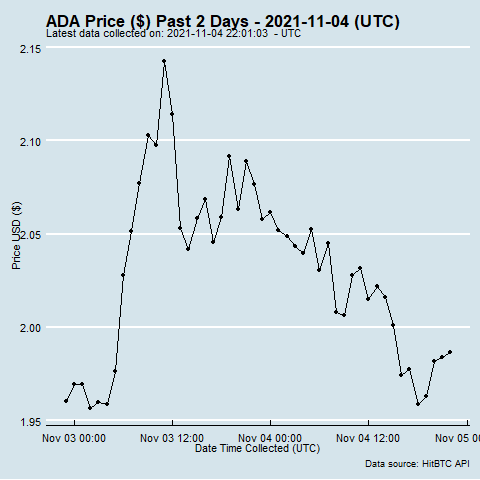 ADA Price ($) Past 2 Days - 2021-11-04 (UTC)
Latest data collected on: 2021-11-04 22:01:03 - UTC
2.15
2.10
2.05
2.00
1.95
Price USD ($)
Nov 03 00:00 Nov 03 12:00 Nov 04 00:00 Nov 04 12:00 Nov 05 0
Date Time Collected (UTC)
Data source: HitBTC API